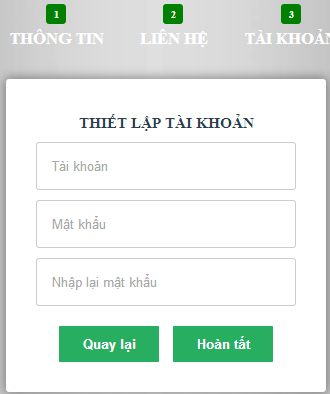 1 2 3
THÔNG TIN LIÊN HỆ TÀI KHOẢN
THIẾT LẬP TÀI KHOẢN
Tài khoản
Mật khẩu
Nhập lại mật khẩu
Quay lại Hoàn tất